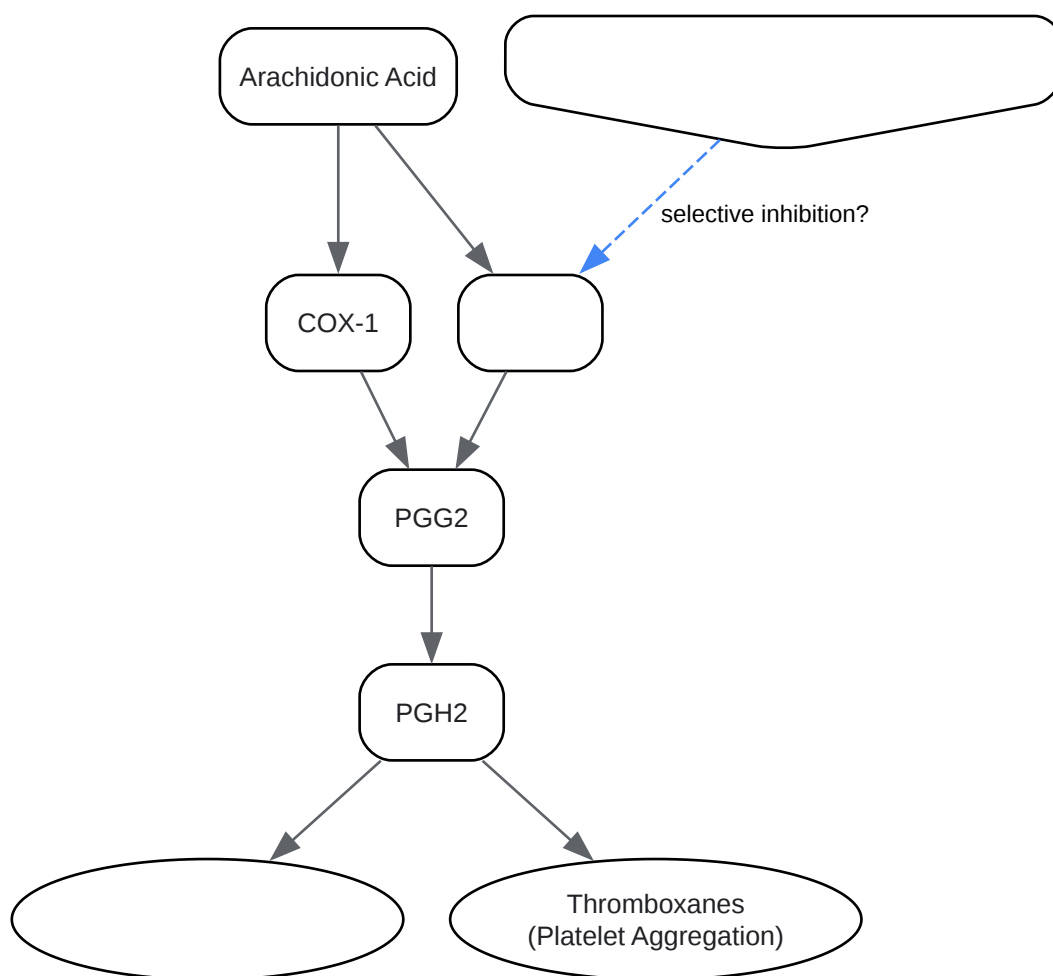 Arachidonic Acid
selective inhibition?
COX-1
PGG2
PGH2
Thromboxanes
(Platelet Aggregation)